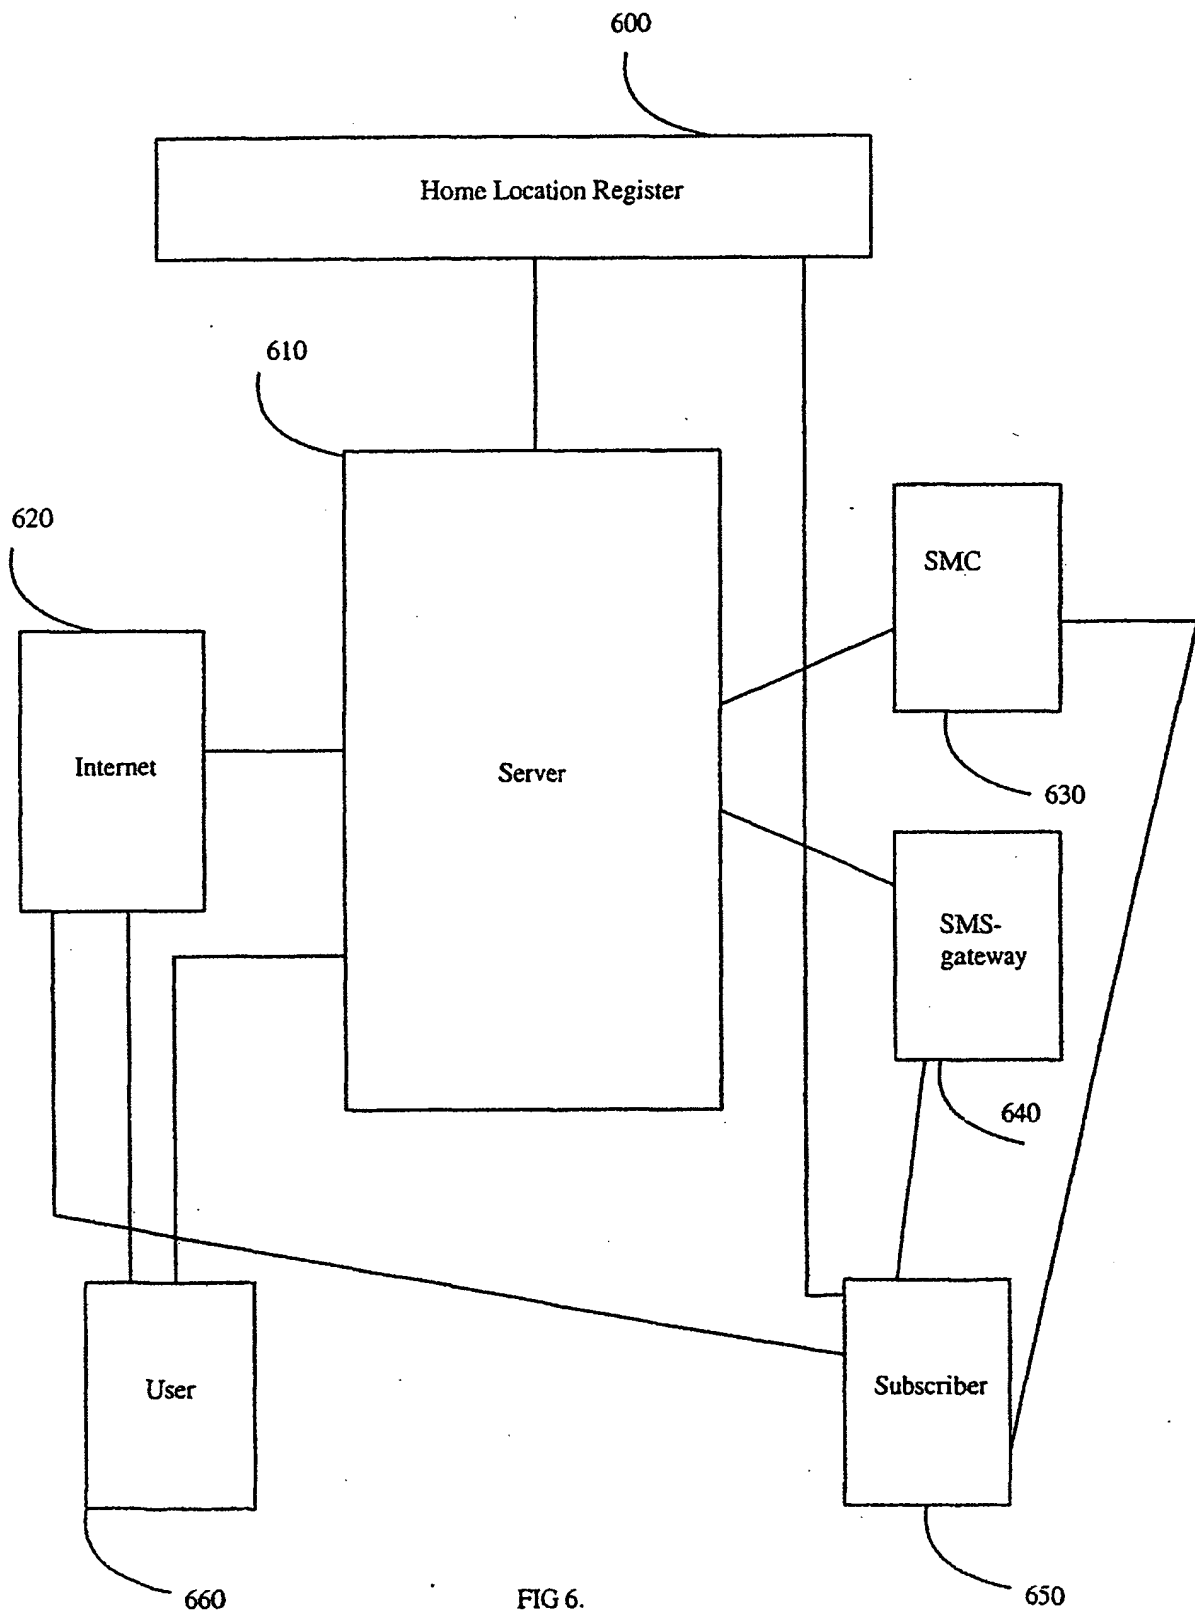 600
Home Location Register
610
620
SMC
Internet
Server
630
SMS-
gateway
640
User
Subscriber
660
FIG 6.
650